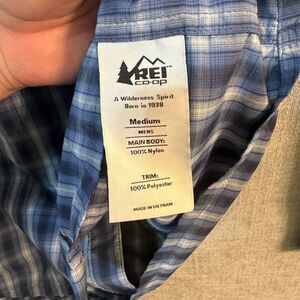 REI™
CO·OP
A Wilderness Spirit
Born in 1938
Medium
MENS
MAIN BODY:
100% Nylon
TRIM:
100% Polyester
MADE IN VIETNAM